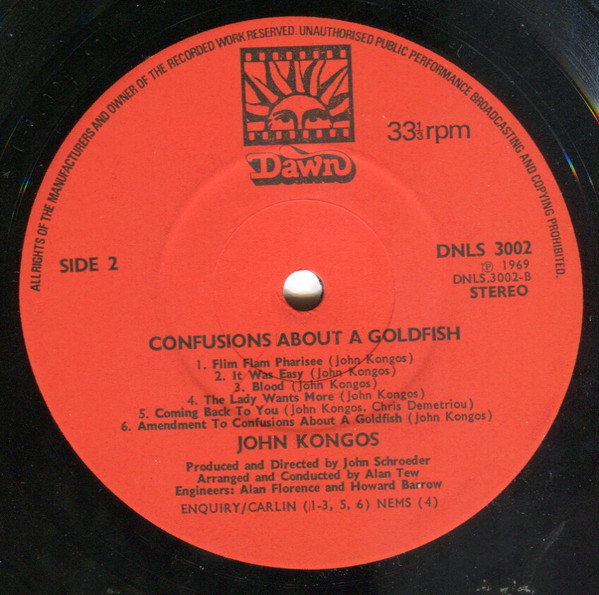 ALL RIGHTS OF THE MANUFACTURERS AND OWNER OF THE RECORDED WORK RESERVED. UNAUTHORISED PUBLIC PERFORMANCE BROADCASTING AND COPYING PROHIBITED.
Dawn
33⅓rpm
SIDE 2
DNLS 3002
Ⓟ 1969
DNLS.3002-B
STEREO
CONFUSIONS ABOUT A GOLDFISH
1. Flim Flam Pharisee (John Kongos)
2. It Was Easy (John Kongos)
3. Blood (John Kongos)
4. The Lady Wants More (John Kongos)
5. Coming Back To You (John Kongos, Chris Demetriou)
6. Amendment To Confusions About A Goldfish (John Kongos)
JOHN KONGOS
Produced and Directed by John Schroeder
Arranged and Conducted by Alan Tew
Engineers: Alan Florence and Howard Barrow
ENQUIRY/CARLIN (1-3, 5, 6) NEMS (4)